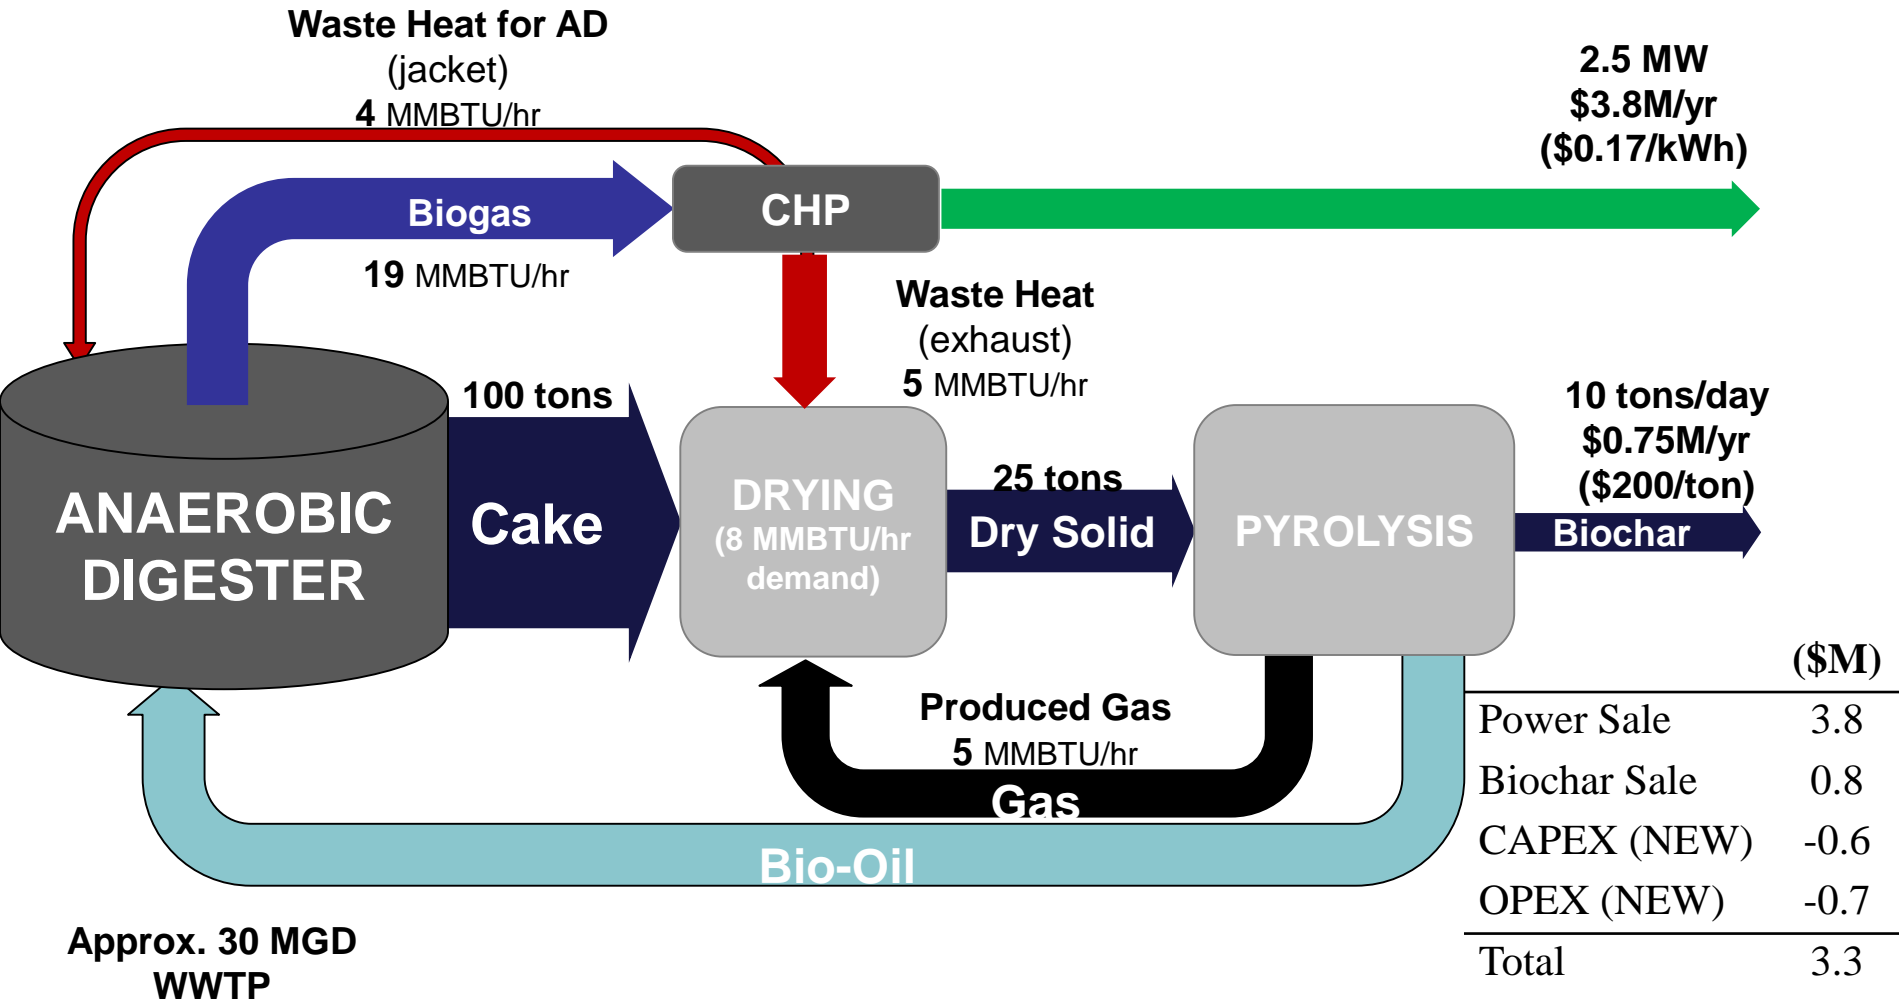 Waste Heat for AD
(jacket)
4 MMBTU/hr
2.5 MW
$3.8M/yr
($0.17/kWh)
Biogas
CHP
19 MMBTU/hr
Waste Heat
(exhaust)
5 MMBTU/hr
100 tons
10 tons/day
$0.75M/yr
($200/ton)
ANAEROBIC
DIGESTER
Cake
DRYING
(8 MMBTU/hr
demand)
25 tons
Dry Solid
PYROLYSIS
Biochar
Produced Gas
5 MMBTU/hr
Gas
Bio-Oil
($M)
Power Sale 3.8
Biochar Sale 0.8
CAPEX (NEW) -0.6
OPEX (NEW) -0.7
Total 3.3
Approx. 30 MGD
WWTP